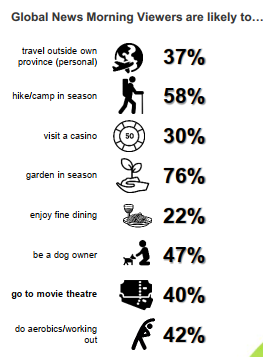 Global News Morning Viewers are likely to…
travel outside own
province (personal)
37%
hike/camp in season
58%
visit a casino
50
30%
garden in season
76%
enjoy fine dining
22%
be a dog owner
47%
go to movie theatre
40%
do aerobics/working
out
42%